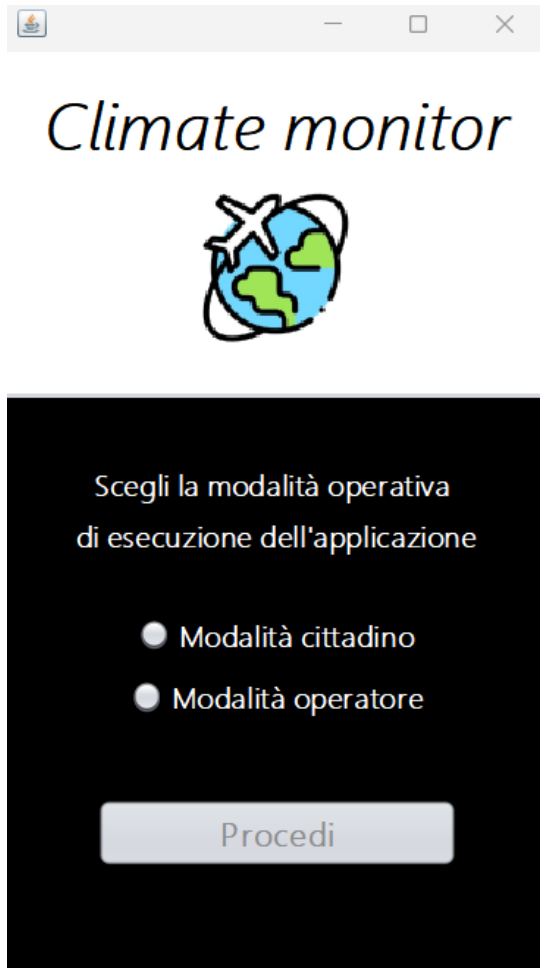 Climate monitor
Scegli la modalità operativa
di esecuzione dell'applicazione
Modalità cittadino
Modalità operatore
Procedi